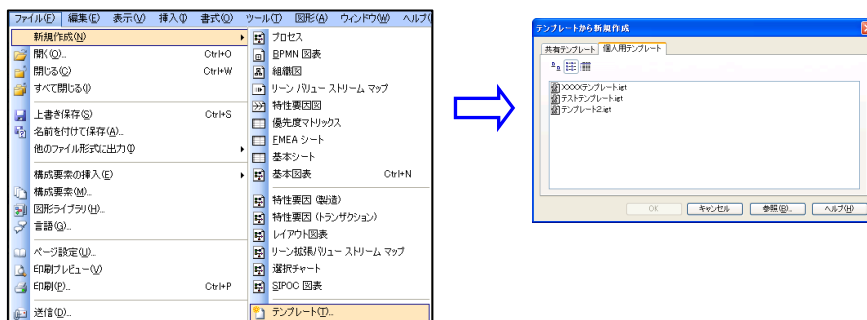 ファイル(F) 編集(E) 表示(V) 挿入(I) 書式(O) ツール(T) 図形(A) ウィンドウ(W) ヘルプ(
新規作成(N)
開く(O)... Ctrl+O
閉じる(C) Ctrl+W
すべて閉じる(I)
上書き保存(S) Ctrl+S
名前を付けて保存(A)...
他のファイル形式に出力(I)
構成要素の挿入(E)
構成要素(M)...
図形ライブラリ(H)...
言語(G)...
ページ設定(U)...
印刷プレビュー(V)
印刷(P)... Ctrl+P
送信(D)...
プロセス
BPMN 図表
組織図
リーン バリュー ストリーム マップ
特性要因図
優先度マトリックス
FMEA シート
基本シート
基本図表 Ctrl+N
特性要因 (製造)
特性要因 (トランザクション)
レイアウト図表
リーン拡張バリュー ストリーム マップ
選択チャート
SIPOC 図表
テンプレート(T)...
テンプレートから新規作成
共有テンプレート 個人用テンプレート
XXXXテンプレート.igt
テストテンプレート.igt
テンプレート2.igt
OK キャンセル 参照(B)... ヘルプ(H)